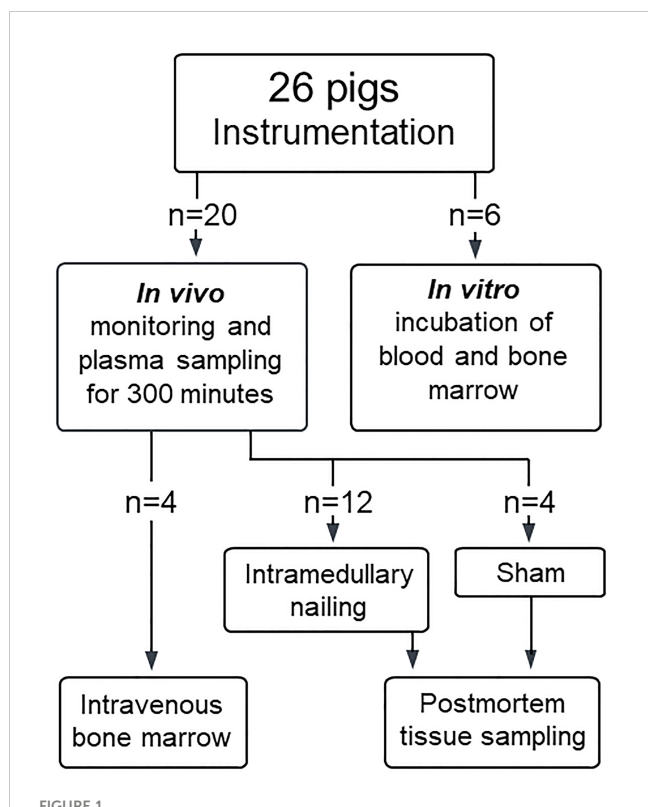 26 pigs
Instrumentation
n=20
n=6
In vivo
monitoring and
plasma sampling
for 300 minutes
In vitro
incubation of
blood and bone
marrow
n=4
n=12
n=4
Intramedullary
nailing
Sham
Intravenous
bone marrow
Postmortem
tissue sampling
FIGURE 1